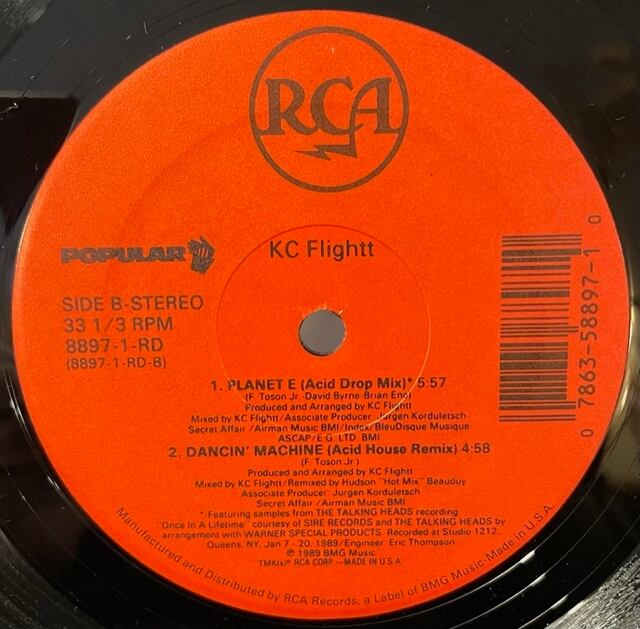 RCA
KC Flightt
POPULAR
SIDE B-STEREO
33 1/3 RPM
8897-1-RD
(8897-1-RD-B)
0 7863-58897-1 0
1. PLANET E (Acid Drop Mix)* 5:57
(F. Toson Jr.-David Byrne-Brian Eno)
Produced and Arranged by KC Flightt
Mixed by KC Flightt/Associate Producer: Jurgen Korduletsch
Secret Affair /Airman Music BMI/Index/BleuDisque Musique
ASCAP/E.G. LTD. BMI
2. DANCIN' MACHINE (Acid House Remix) 4:58
(F. Toson Jr.)
Produced and Arranged by KC Flightt
Mixed by KC Flightt/Remixed by Hudson "Hot Mix" Beauduy
Associate Producer: Jurgen Korduletsch
Secret Affair /Airman Music BMI
*-Featuring samples from THE TALKING HEADS recording
"Once In A Lifetime" courtesy of SIRE RECORDS and THE TALKING HEADS by
arrangement with WARNER SPECIAL PRODUCTS. Recorded at Studio 1212,
Queens, NY. Jan 7 - 20, 1989/Engineer: Eric Thompson
℗ 1989 BMG Music
TMK(s)® RCA CORP.—MADE IN U.S.A.
Manufactured and Distributed by RCA Records, a Label of BMG Music-Made in U.S.A.